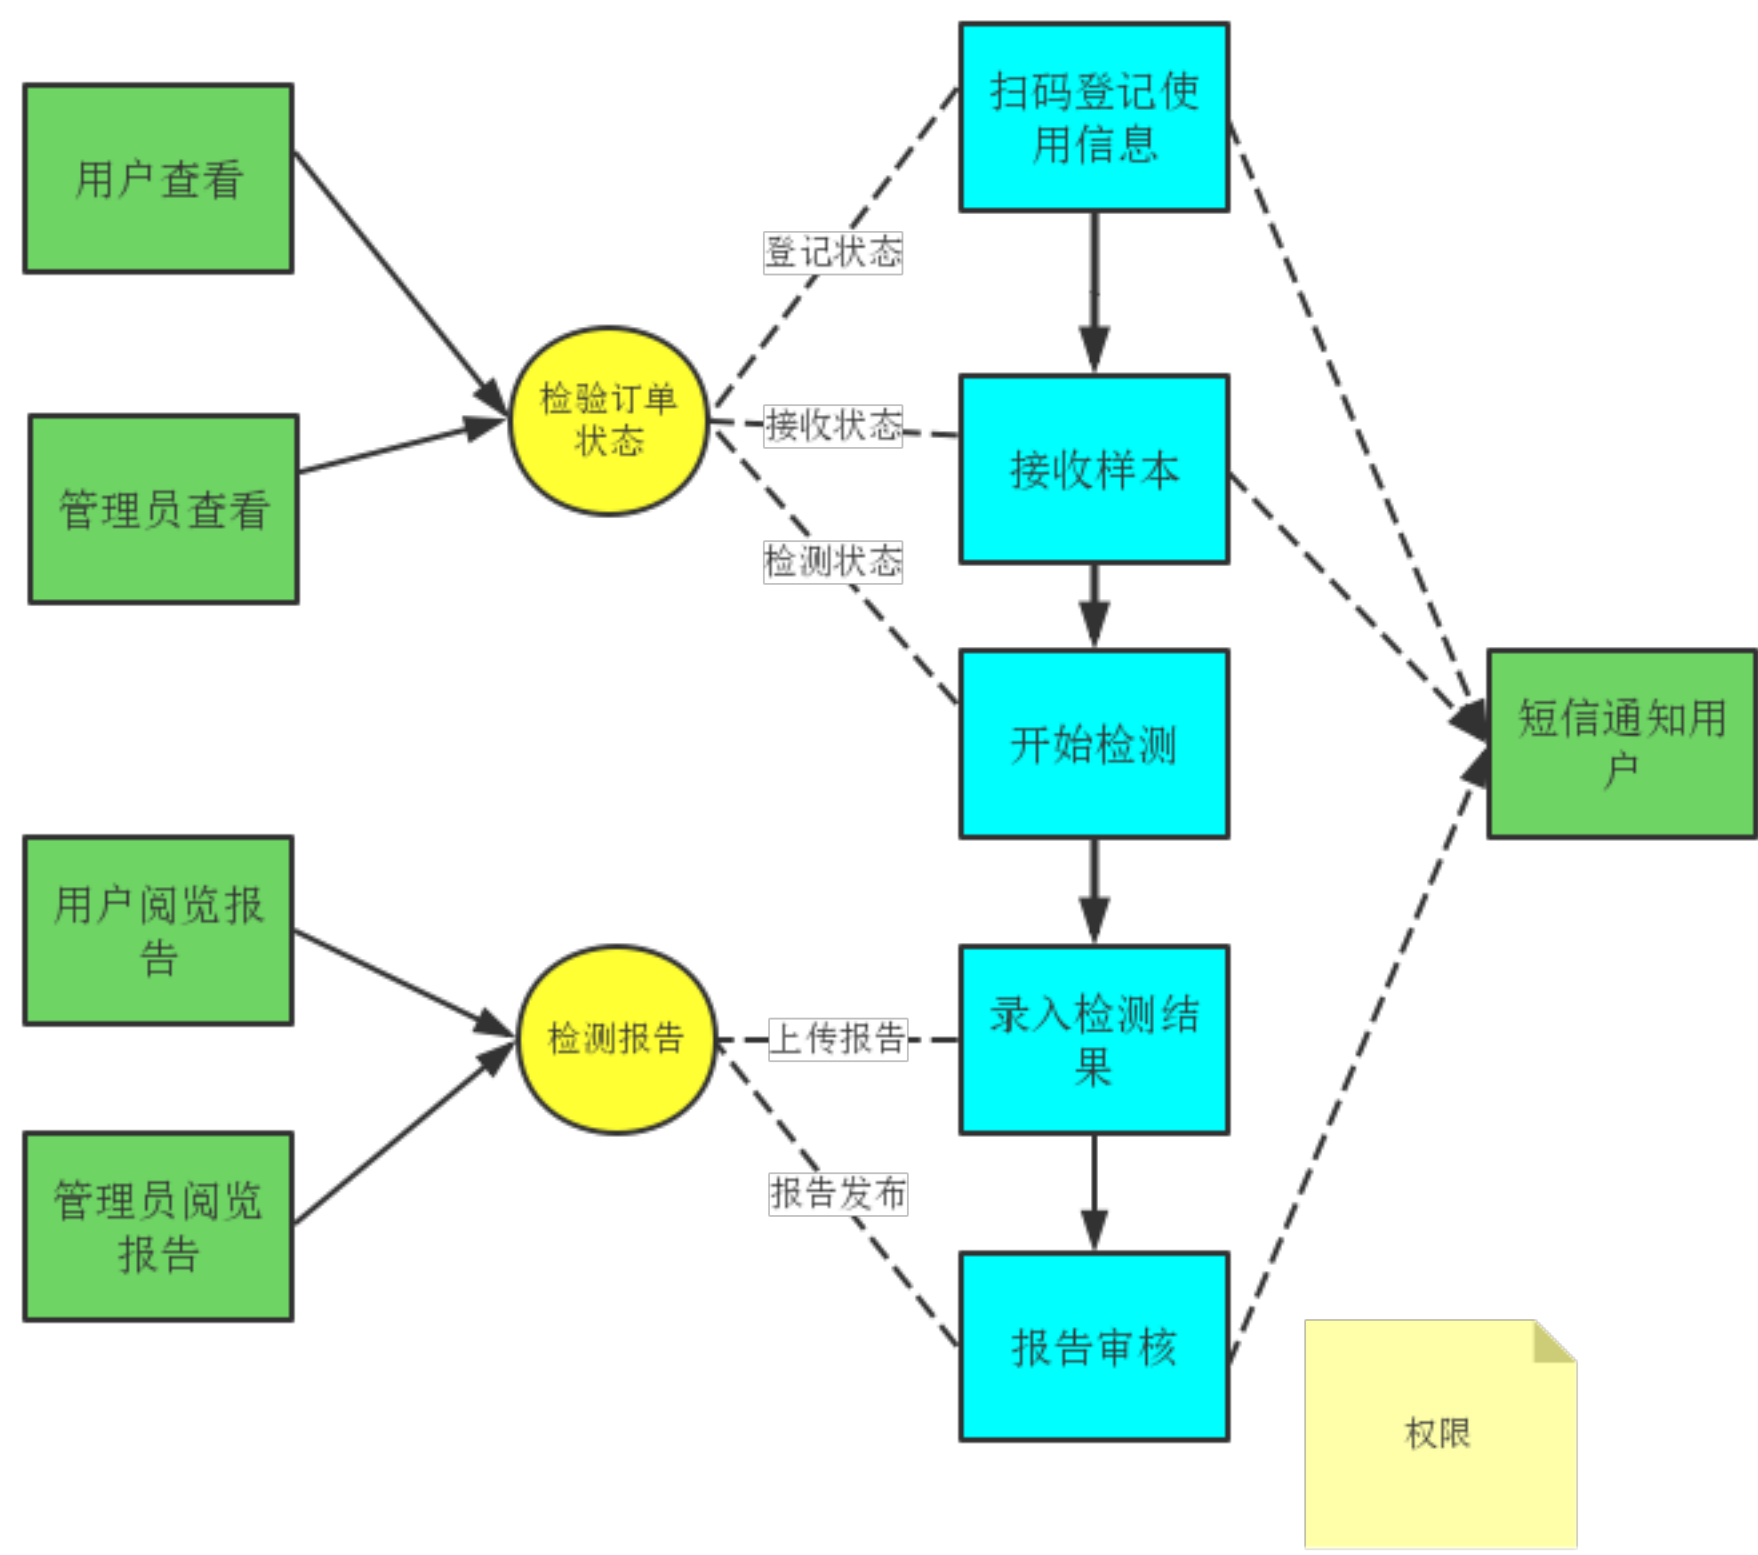 扫码登记使
用信息
用户查看
登记状态
检验订单
状态
接收状态
接收样本
管理员查看
检测状态
开始检测
短信通知用
户
用户阅览报
告
检测报告
上传报告
录入检测结
果
管理员阅览
报告
报告发布
报告审核
权限